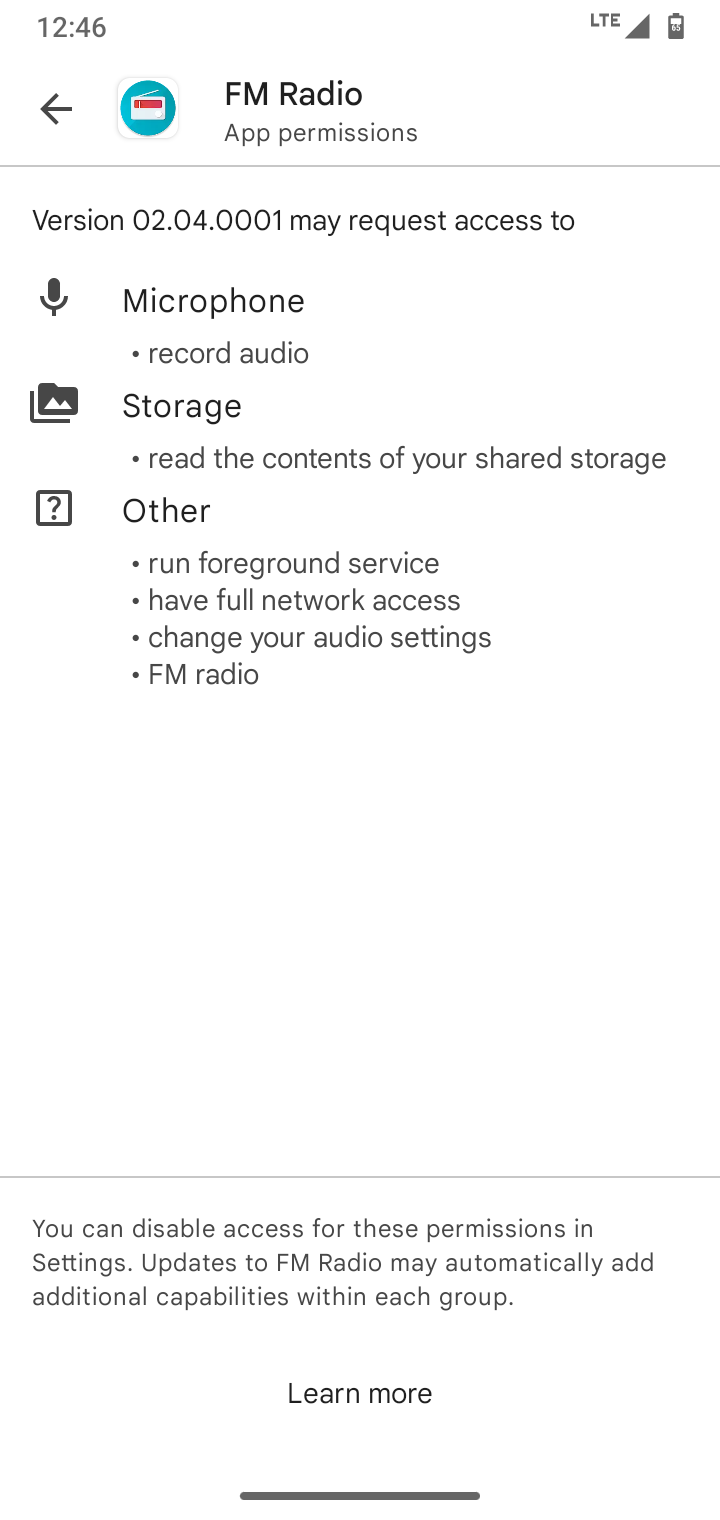 12:46
LTE
65
FM Radio
App permissions
Version 02.04.0001 may request access to
Microphone
• record audio
Storage
• read the contents of your shared storage
Other
• run foreground service
• have full network access
• change your audio settings
• FM radio
You can disable access for these permissions in
Settings. Updates to FM Radio may automatically add
additional capabilities within each group.
Learn more